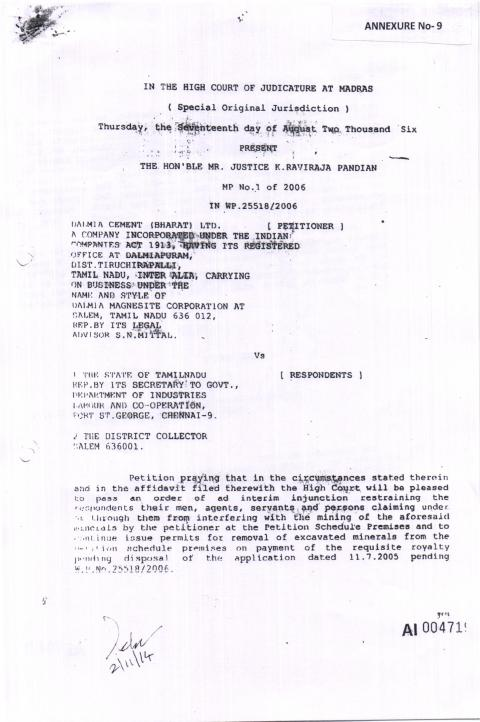 ANNEXURE No- 9
IN THE HIGH COURT OF JUDICATURE AT MADRAS
( Special Original Jurisdiction )
Thursday, the Seventeenth day of August Two Thousand Six
PRESENT
THE HON'BLE MR. JUSTICE K.RAVIRAJA PANDIAN
MP No.1 of 2006
IN WP.25518/2006
DALMIA CEMENT (BHARAT) LTD. [ PETITIONER ]
A COMPANY INCORPORATED UNDER THE INDIAN
COMPANIES ACT 1913, HAVING ITS REGISTERED
OFFICE AT DALMIAPURAM,
DIST.TIRUCHIRAPALLI,
TAMIL NADU, INTER ALIA, CARRYING
ON BUSINESS UNDER THE
NAME AND STYLE OF
DALMIA MAGNESITE CORPORATION AT
SALEM, TAMIL NADU 636 012,
REP.BY ITS LEGAL
ADVISOR S.N.MITTAL.
Vs
1 THE STATE OF TAMILNADU [ RESPONDENTS ]
REP.BY ITS SECRETARY TO GOVT.,
DEPARTMENT OF INDUSTRIES
LABOUR AND CO-OPERATION,
FORT ST.GEORGE, CHENNAI-9.
2 THE DISTRICT COLLECTOR
SALEM 636001.
Petition praying that in the circumstances stated therein
and in the affidavit filed therewith the High Court will be pleased
to pass an order of ad interim injunction restraining the
respondents their men, agents, servants and persons claiming under
or through them from interfering with the mining of the aforesaid
minerals by the petitioner at the Petition Schedule Premises and to
continue issue permits for removal of excavated minerals from the
petition schedule premises on payment of the requisite royalty
pending disposal of the application dated 11.7.2005 pending
W.P.No.25518/2006.
2/11/14
AI 004719